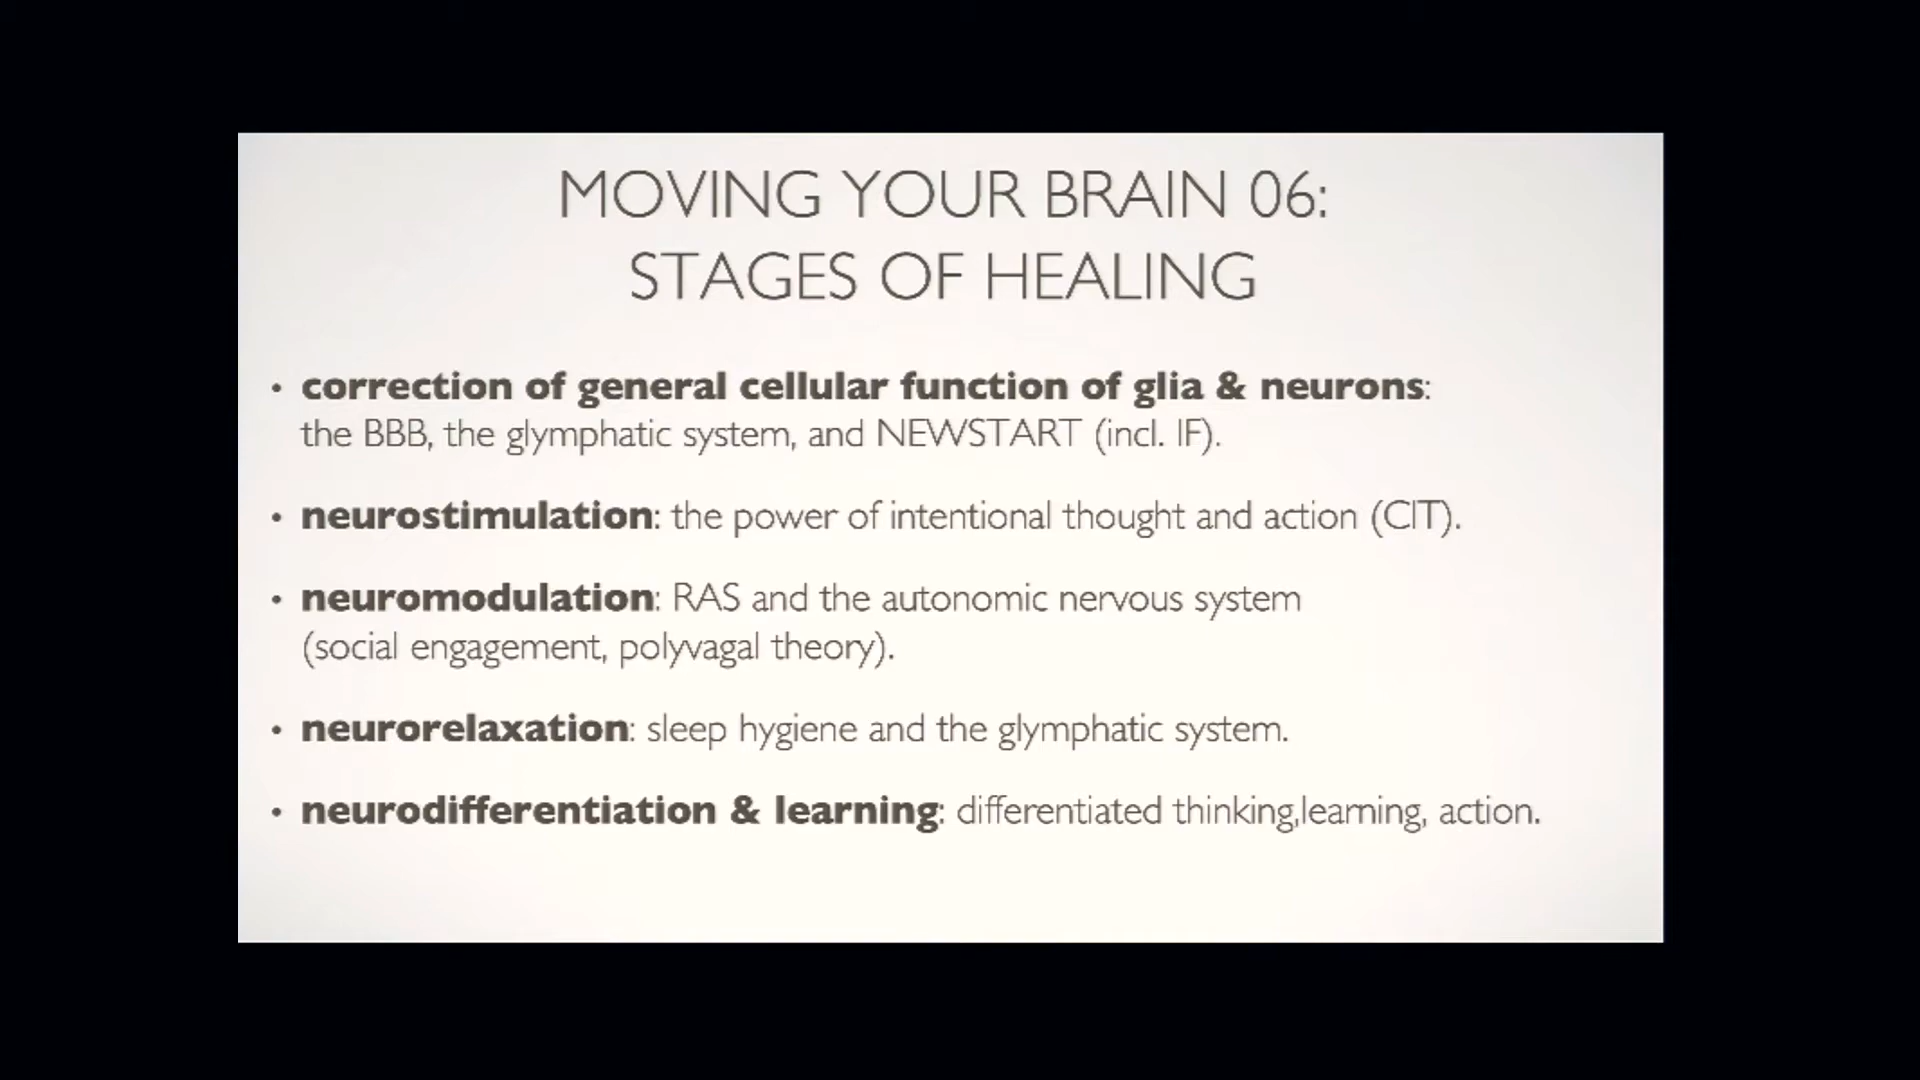 MOVING YOUR BRAIN 06:
STAGES OF HEALING
• correction of general cellular function of glia & neurons:
the BBB, the glymphatic system, and NEWSTART (incl. IF).
• neurostimulation: the power of intentional thought and action (CIT).
• neuromodulation: RAS and the autonomic nervous system
(social engagement, polyvagal theory).
• neurorelaxation: sleep hygiene and the glymphatic system.
• neurodifferentiation & learning: differentiated thinking,learning, action.